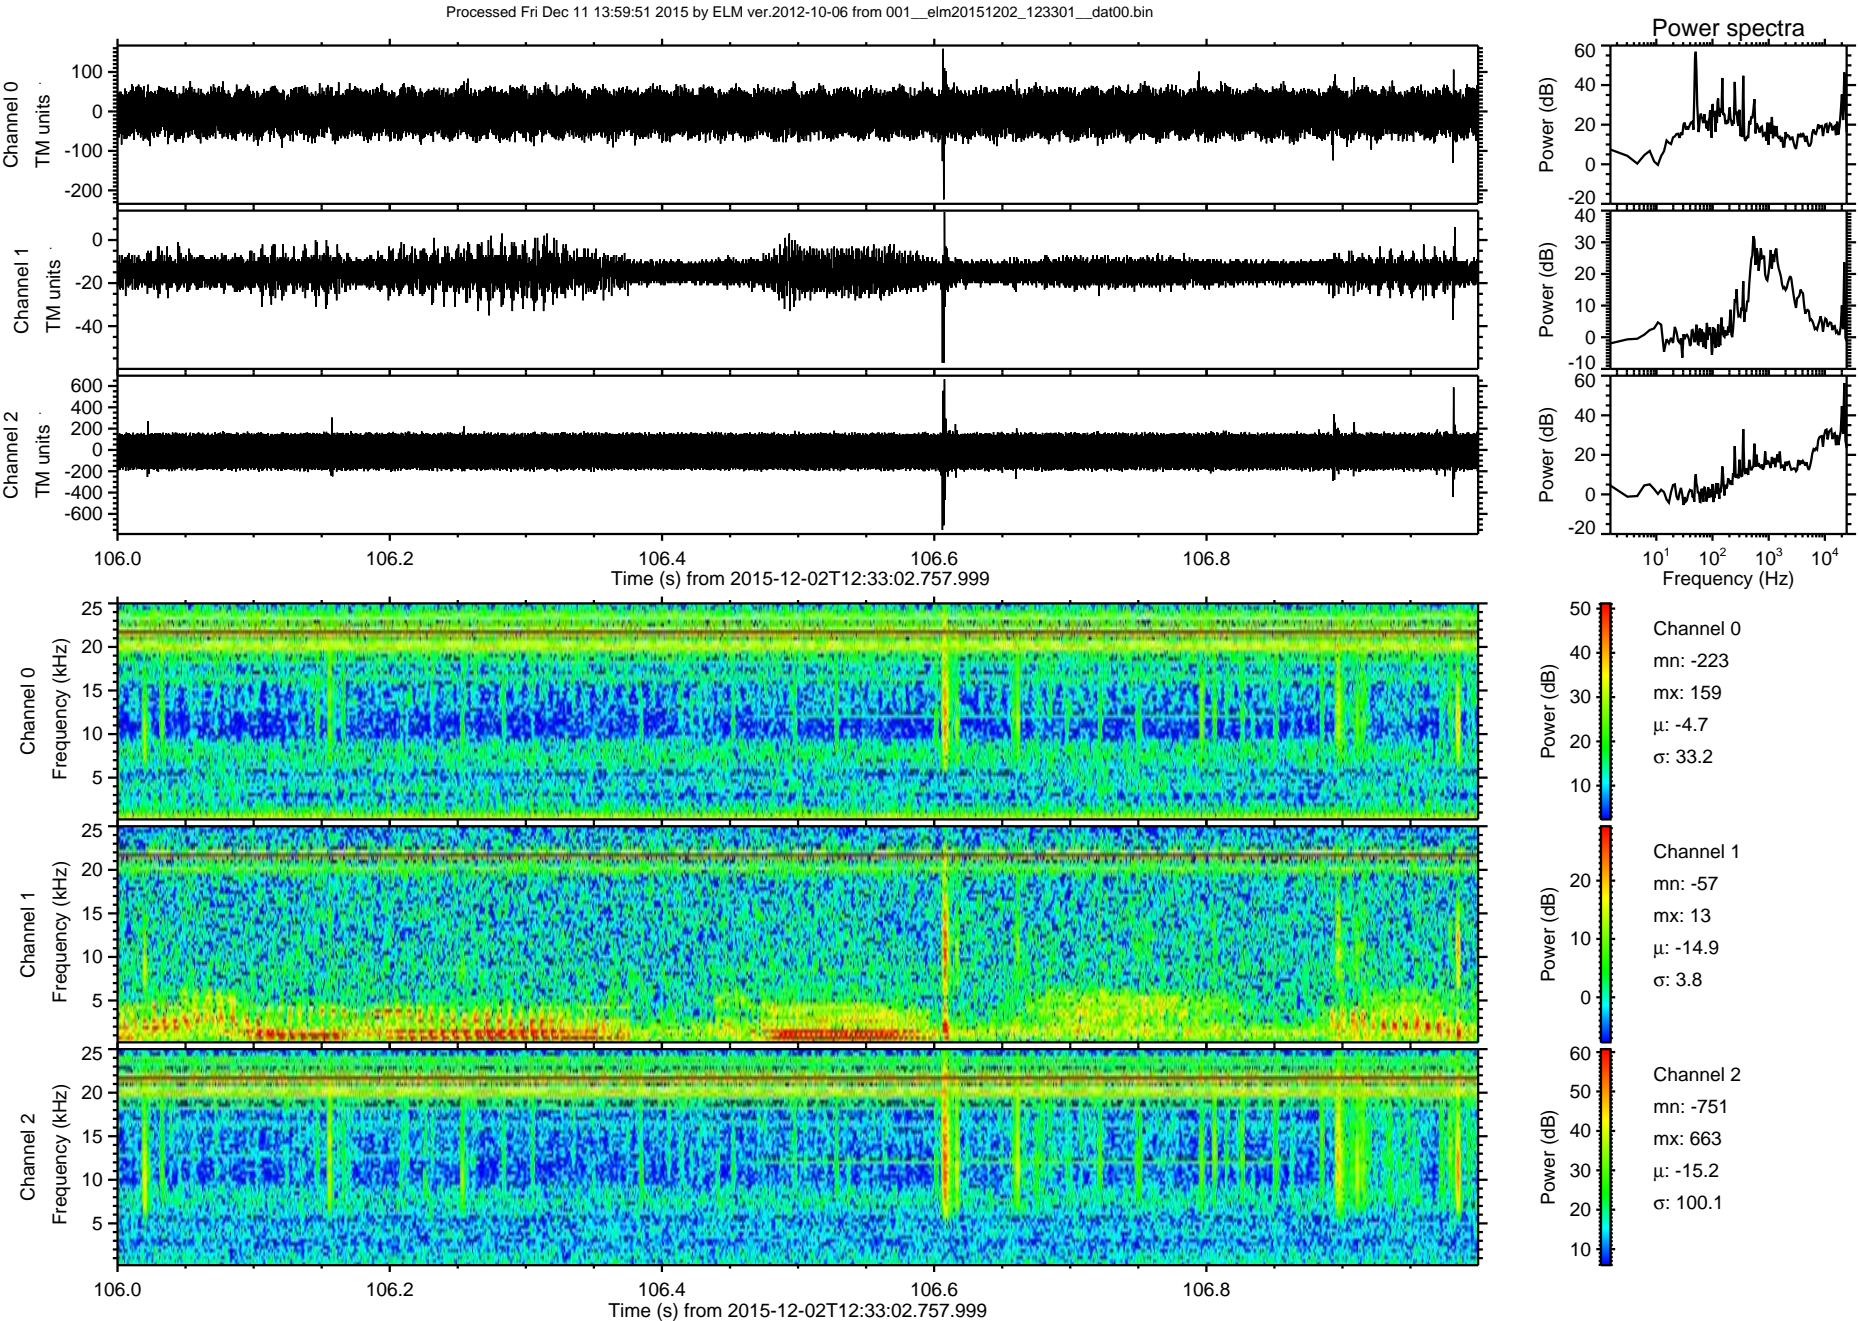 Processed Fri Dec 11 13:59:51 2015 by ELM ver.2012-10-06 from 001__elm20151202_123301__dat00.bin
Power spectra
Channel 0
TM units
100
0
-100
-200
Power (dB)
60
40
20
0
-20
Channel 1
TM units
0
-20
-40
Power (dB)
40
30
20
10
0
-10
Channel 2
TM units
600
400
200
0
-200
-400
-600
Power (dB)
60
40
20
0
-20
106.0 106.2 106.4 106.6 106.8
Time (s) from 2015-12-02T12:33:02.757.999
10¹ 10² 10³ 10⁴
Frequency (Hz)
Channel 0
Frequency (kHz)
25
20
15
10
5
Power (dB)
50
40
30
20
10
Channel 0
mn: -223
mx: 159
μ: -4.7
σ: 33.2
Channel 1
Frequency (kHz)
25
20
15
10
5
Power (dB)
20
10
0
Channel 1
mn: -57
mx: 13
μ: -14.9
σ: 3.8
Channel 2
Frequency (kHz)
25
20
15
10
5
Power (dB)
60
50
40
30
20
10
Channel 2
mn: -751
mx: 663
μ: -15.2
σ: 100.1
106.0 106.2 106.4 106.6 106.8
Time (s) from 2015-12-02T12:33:02.757.999